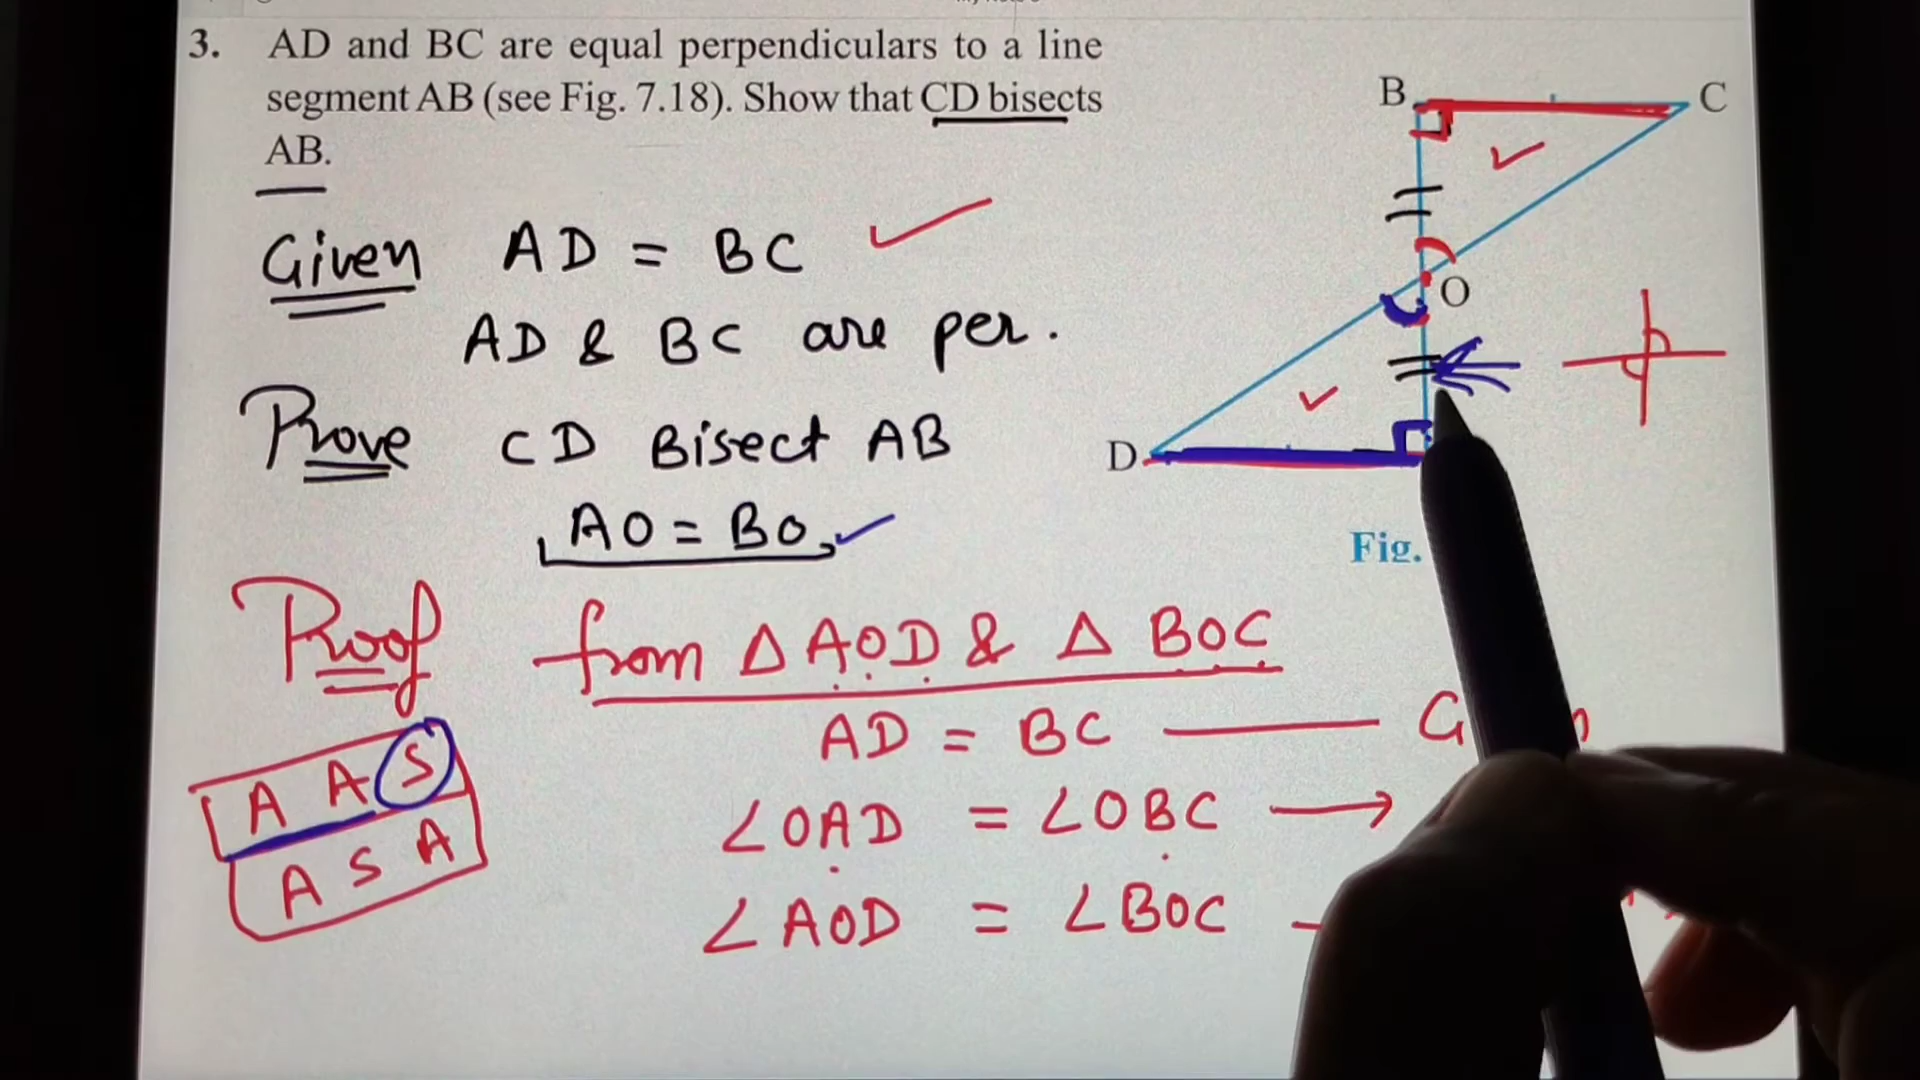 3. AD and BC are equal perpendiculars to a line
segment AB (see Fig. 7.18). Show that CD bisects
AB.
B
C
O
D
Fig.
Given AD = BC
AD & BC are per.
Prove CD Bisect AB
AO = BO
Proof from Δ AOD & Δ BOC
AD = BC
∠OAD = ∠OBC →
∠AOD = ∠BOC
A A S
A S A